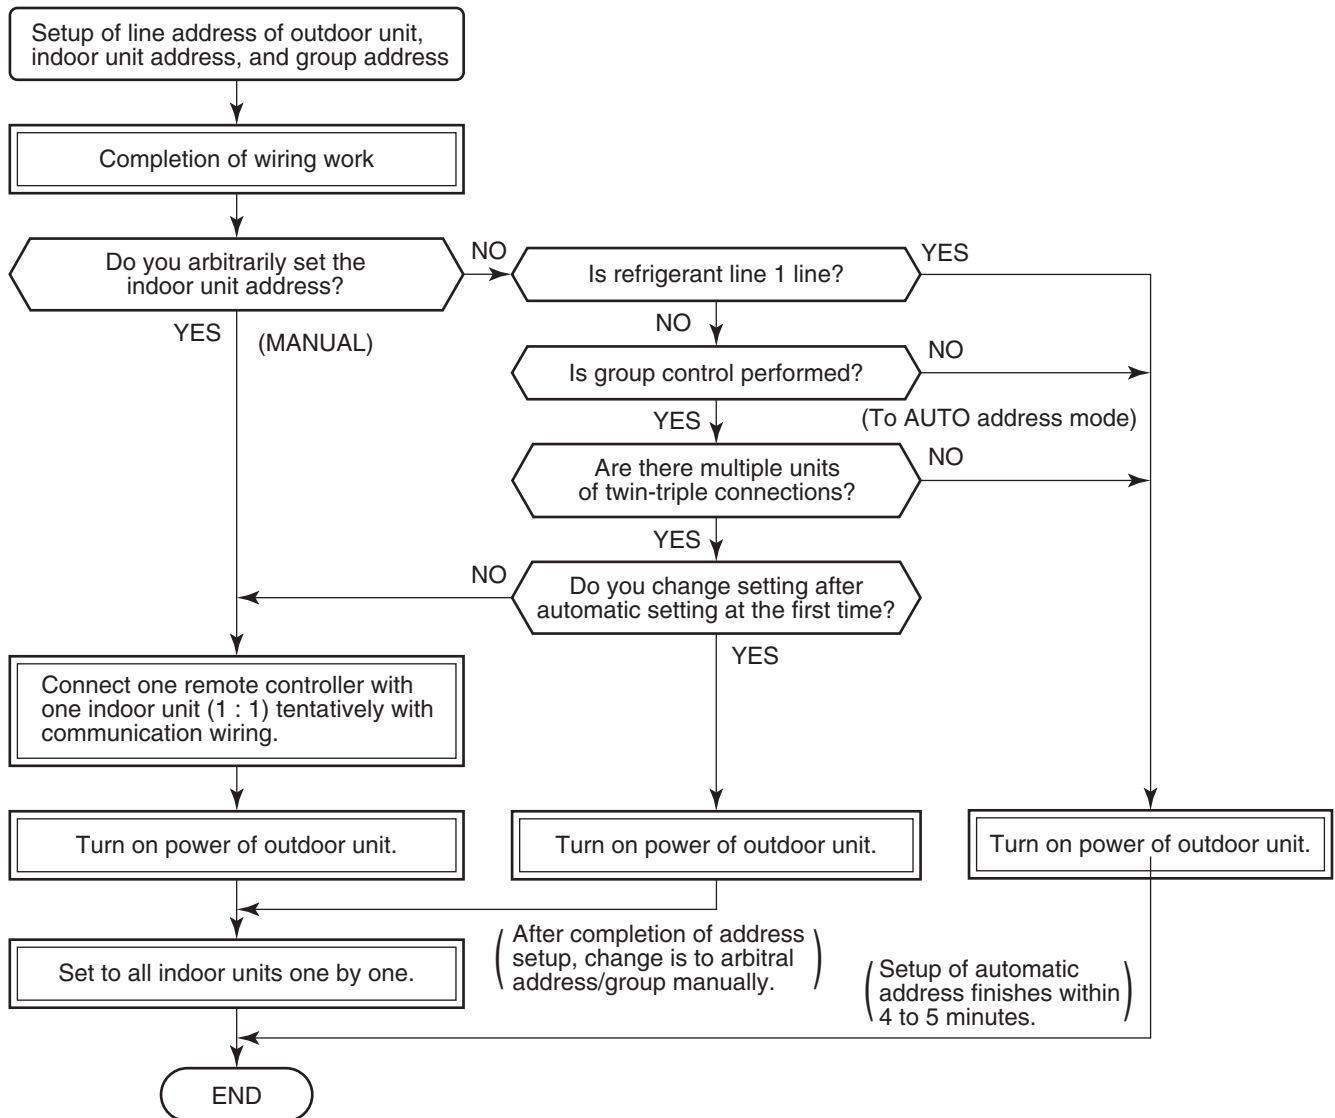 Setup of line address of outdoor unit,
indoor unit address, and group address
Completion of wiring work
Do you arbitrarily set the
indoor unit address?
NO
YES
(MANUAL)
Is refrigerant line 1 line?
YES
NO
Is group control performed?
NO
YES
(To AUTO address mode)
Are there multiple units
of twin-triple connections?
NO
YES
Do you change setting after
automatic setting at the first time?
NO
YES
Connect one remote controller with
one indoor unit (1 : 1) tentatively with
communication wiring.
Turn on power of outdoor unit.
Turn on power of outdoor unit.
Turn on power of outdoor unit.
(After completion of address
setup, change is to arbitral
address/group manually.)
Set to all indoor units one by one.
(Setup of automatic
address finishes within
4 to 5 minutes.)
END